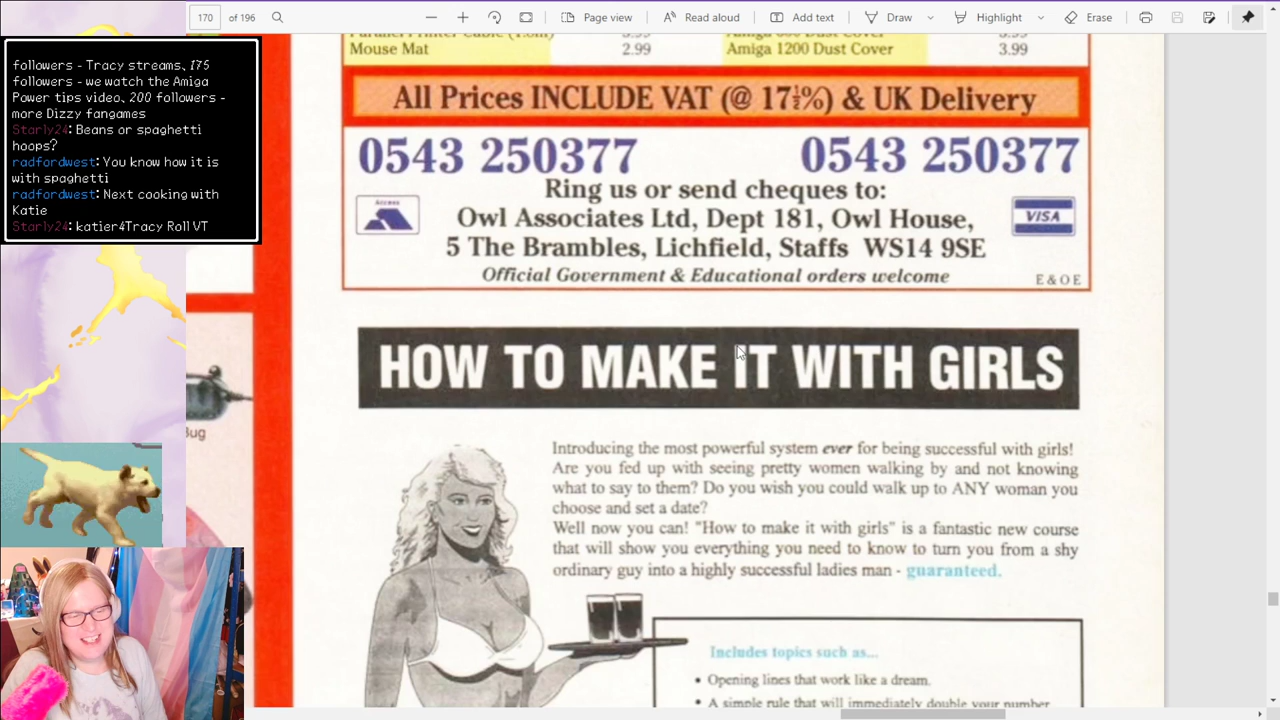 170 of 196
Page view
Read aloud
Add text
Draw
Highlight
Erase
followers - Tracy streams, 175
followers - we watch the Amiga
Power tips video, 200 followers -
more Dizzy fangames
Starly24: Beans or spaghetti
hoops?
radfordwest: You know how it is
with spaghetti
radfordwest: Next cooking with
Katie
Starly24: katier4Tracy Roll VT
Mouse Mat 2.99 Amiga 1200 Dust Cover 3.99
All Prices INCLUDE VAT (@ 17½%) & UK Delivery
0543 250377 0543 250377
Ring us or send cheques to:
Access
Owl Associates Ltd, Dept 181, Owl House,
VISA
5 The Brambles, Lichfield, Staffs WS14 9SE
Official Government & Educational orders welcome
E & O E
HOW TO MAKE IT WITH GIRLS
Bug
Introducing the most powerful system ever for being successful with girls!
Are you fed up with seeing pretty women walking by and not knowing
what to say to them? Do you wish you could walk up to ANY woman you
choose and set a date?
Well now you can! "How to make it with girls" is a fantastic new course
that will show you everything you need to know to turn you from a shy
ordinary guy into a highly successful ladies man - guaranteed.
Includes topics such as...
• Opening lines that work like a dream.
• A simple rule that will immediately double your number